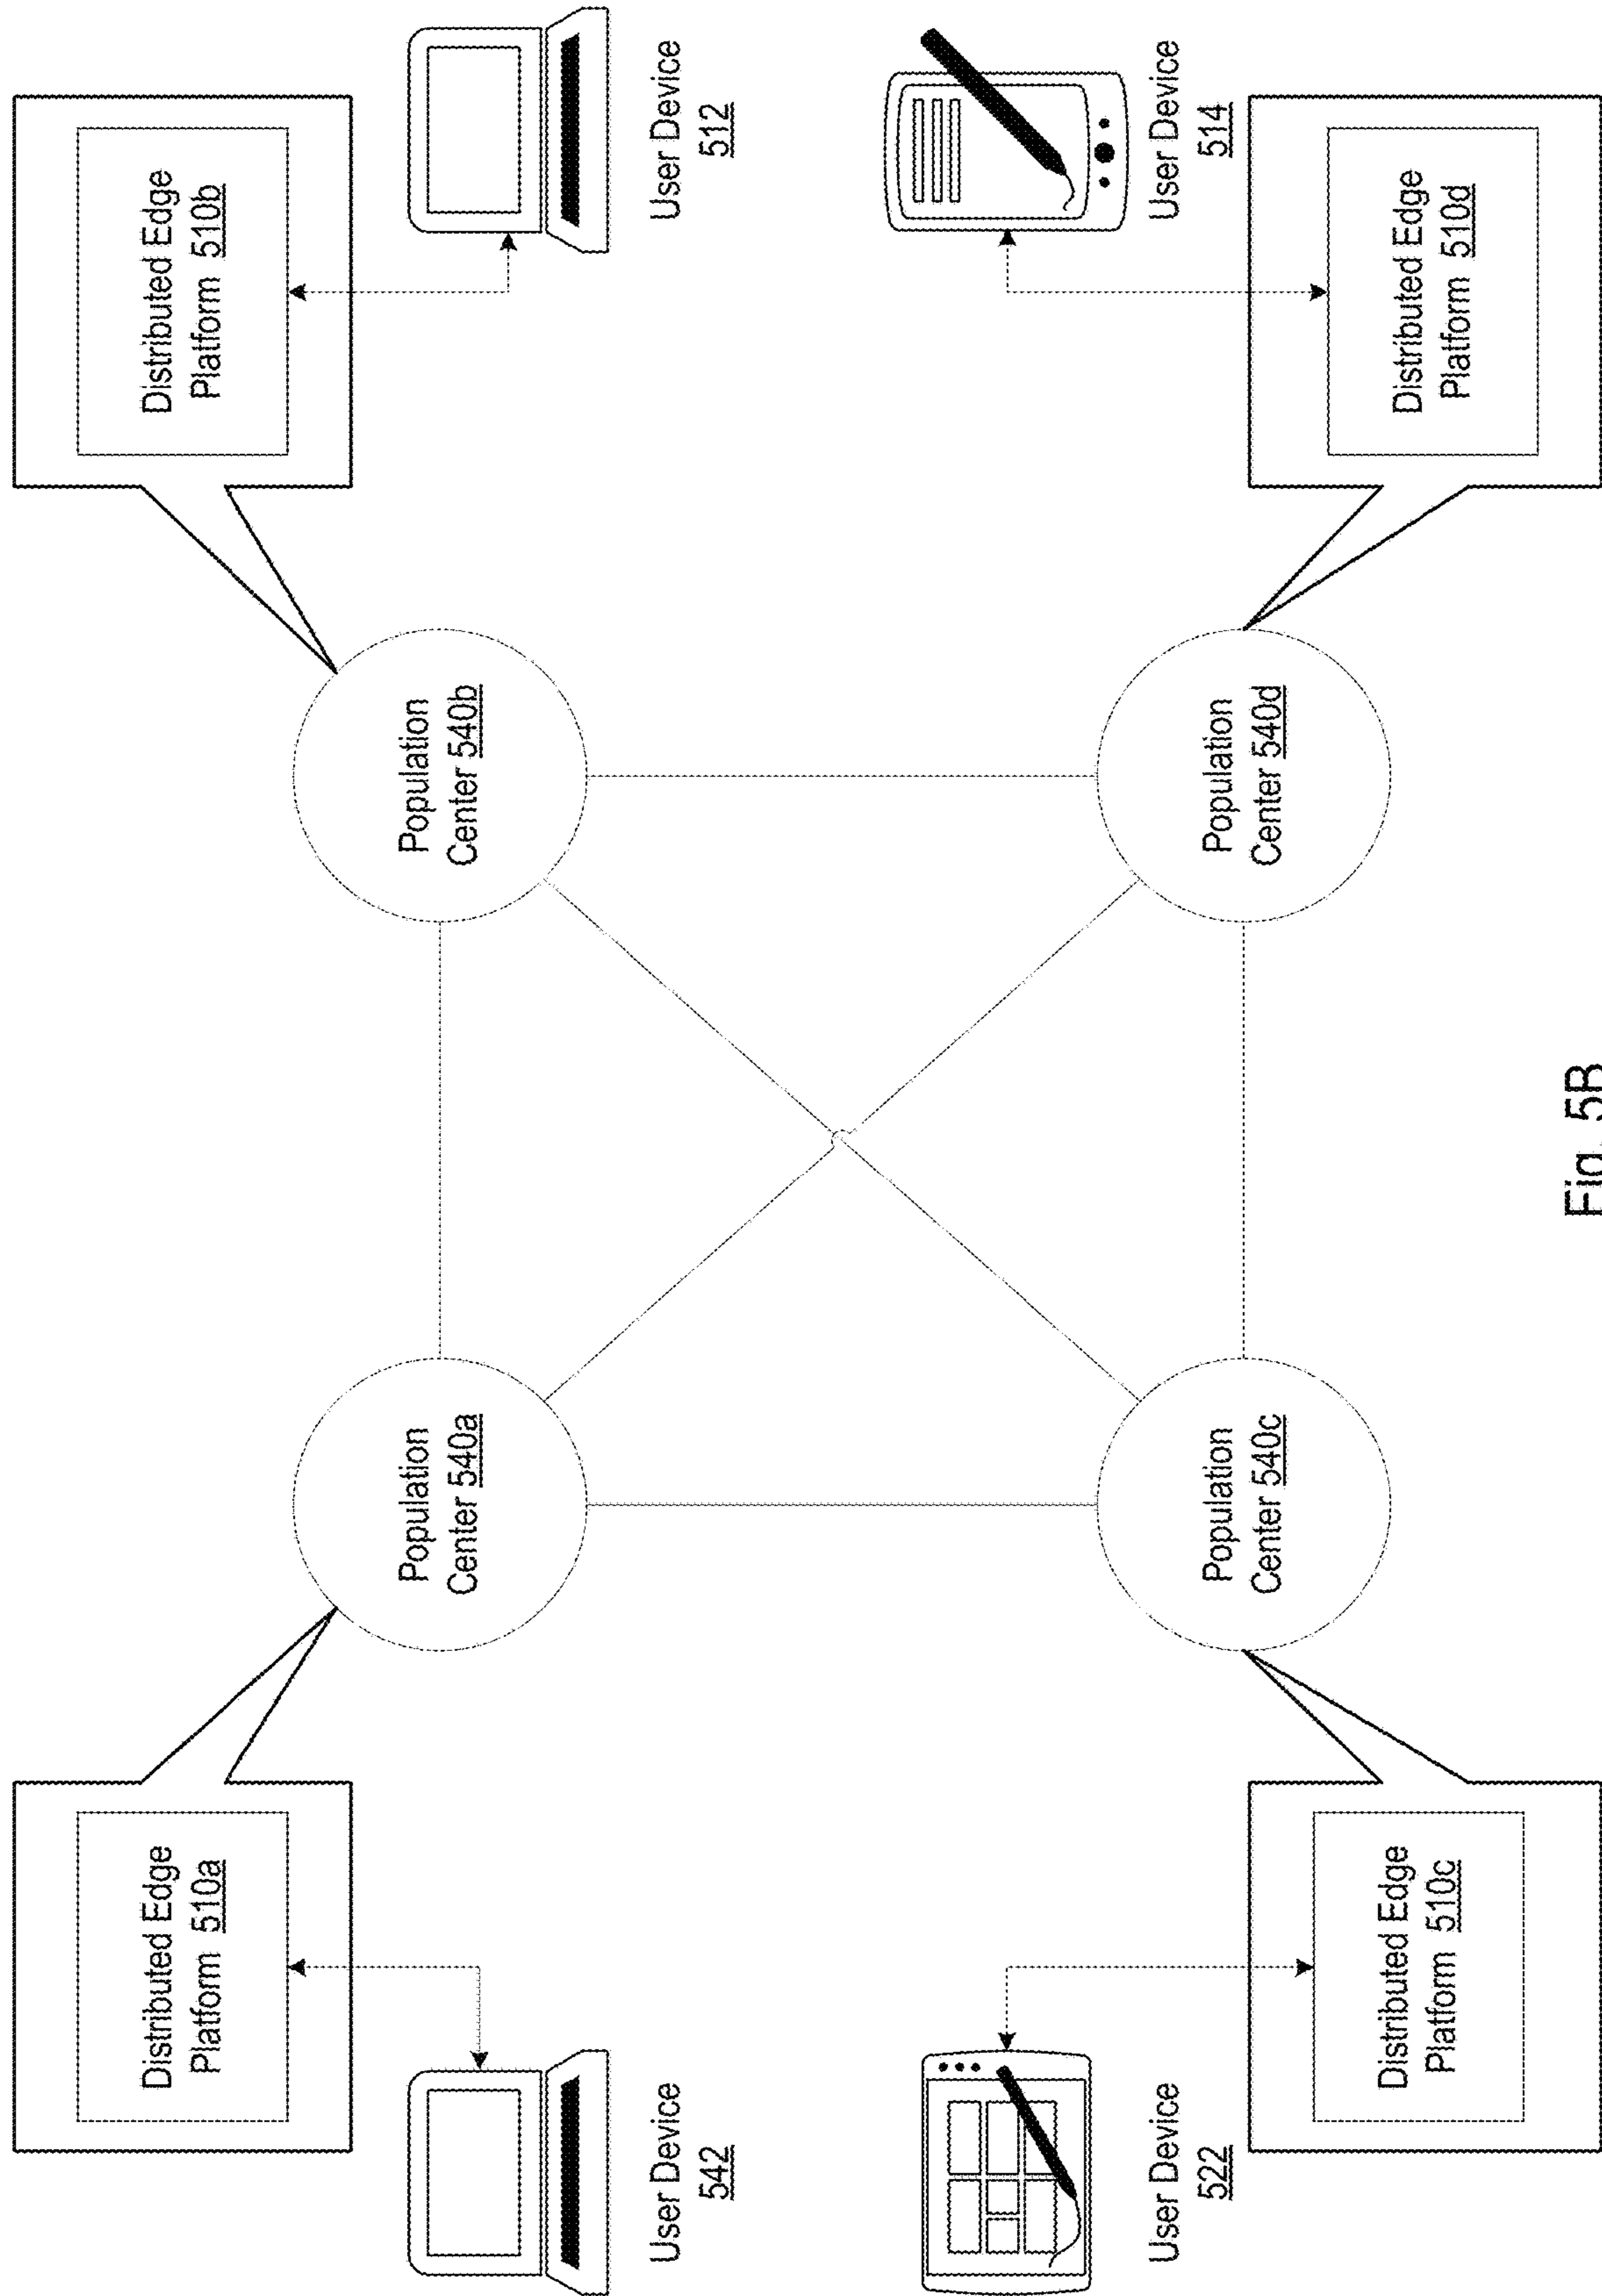 Distributed Edge
Platform 510a
Distributed Edge
Platform 510b
User Device
542
Population
Center 540a
Population
Center 540b
User Device
512
User Device
522
Population
Center 540c
Population
Center 540d
User Device
514
Distributed Edge
Platform 510c
Distributed Edge
Platform 510d
Fig. 5B